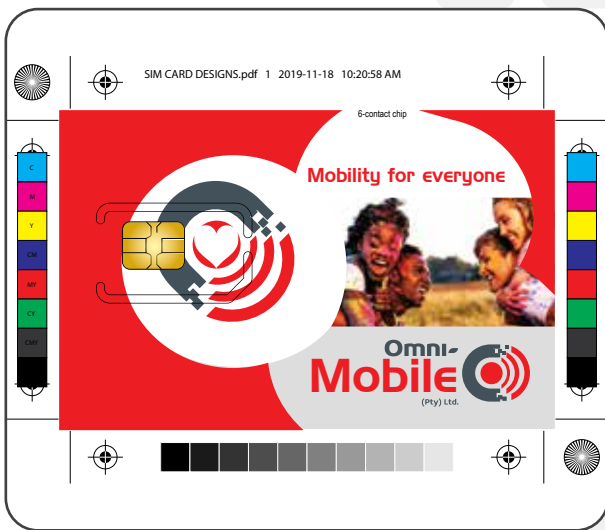 SIM CARD DESIGNS.pdf 1 2019-11-18 10:20:58 AM
6-contact chip
Mobility for everyone
C
M
Y
CM
MY
CY
CMY
Omni-
Mobile
(Pty) Ltd.